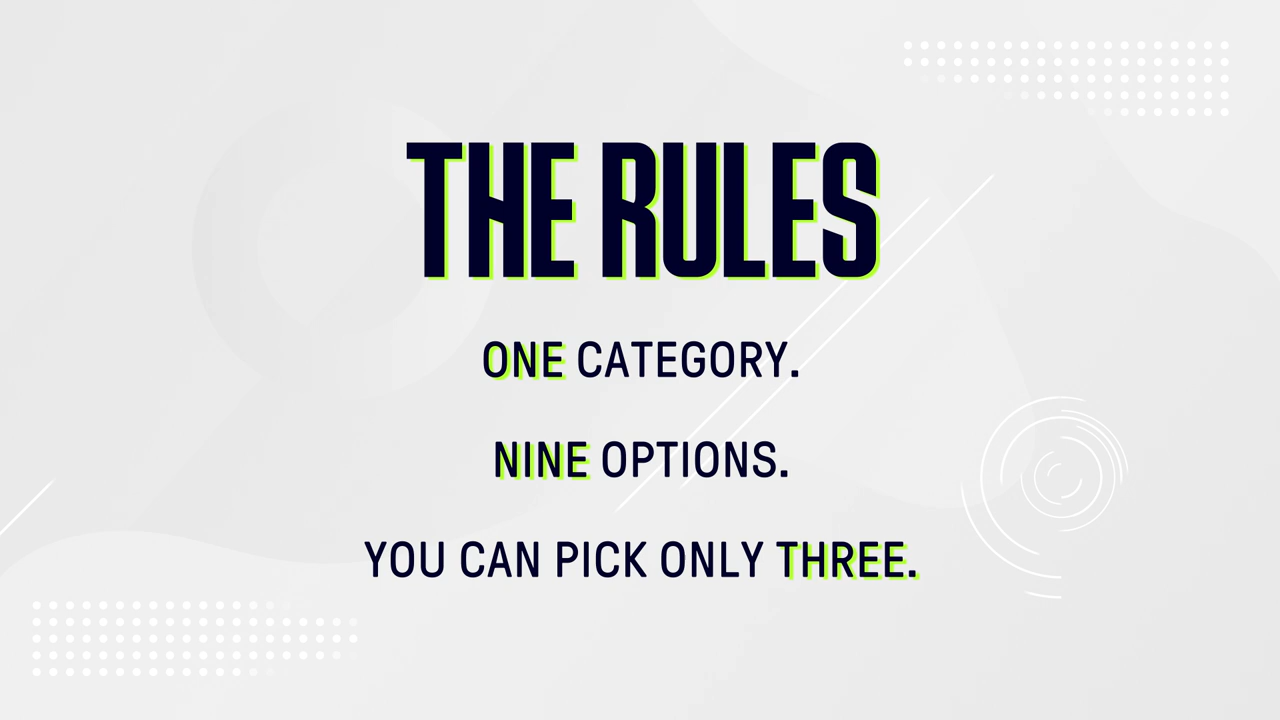 THE RULES
ONE CATEGORY.
NINE OPTIONS.
YOU CAN PICK ONLY THREE.